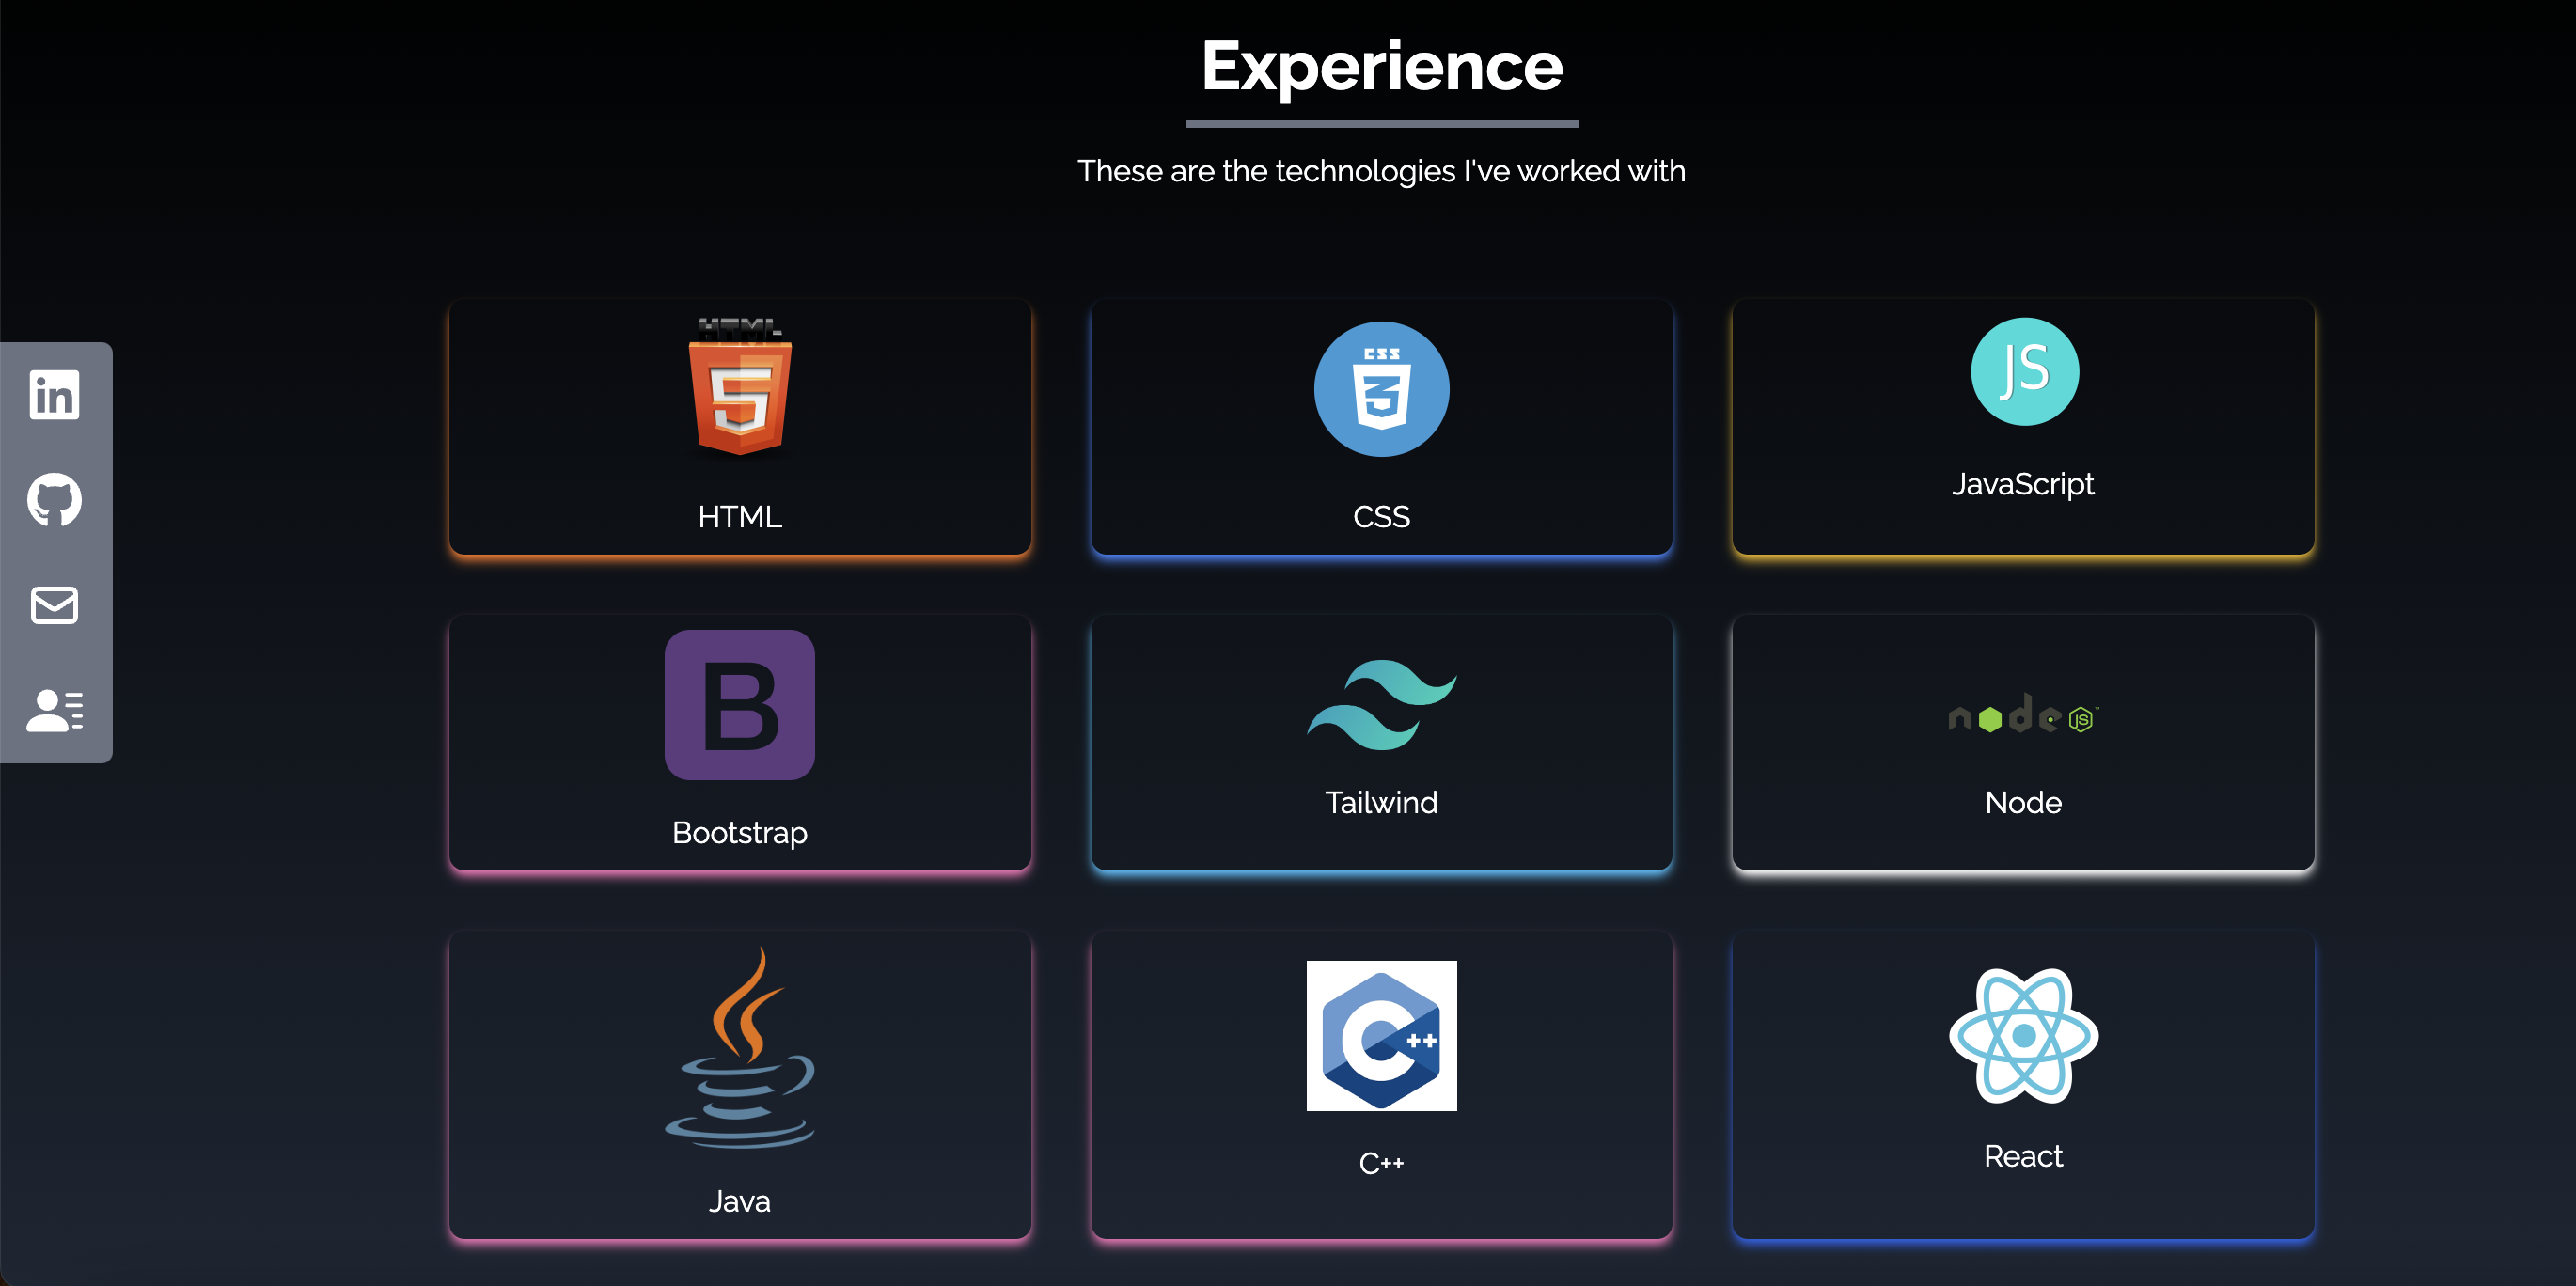 Experience
These are the technologies I've worked with
in
HTML
5
HTML
CSS
3
CSS
JS
JavaScript
B
Bootstrap
Tailwind
node JS
Node
Java
C++
C++
React